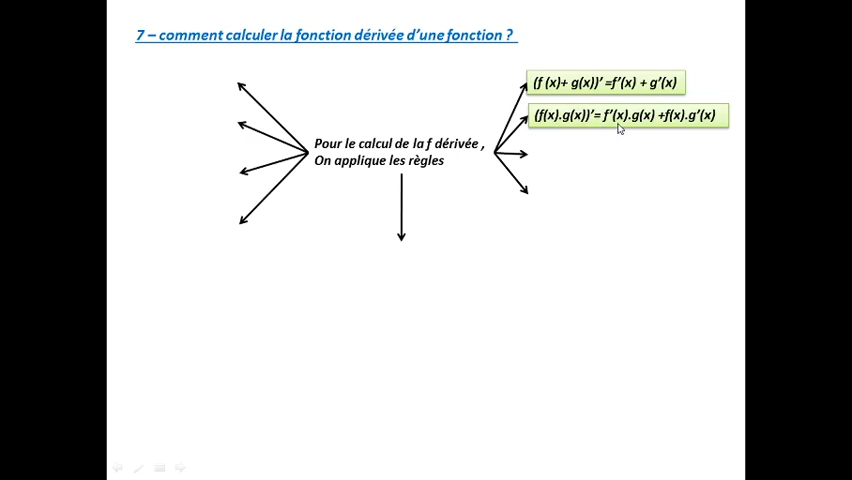 7 – comment calculer la fonction dérivée d'une fonction ?
(f (x)+ g(x))' =f'(x) + g'(x)
(f(x).g(x))'= f'(x).g(x) +f(x).g'(x)
Pour le calcul de la f dérivée ,
On applique les règles